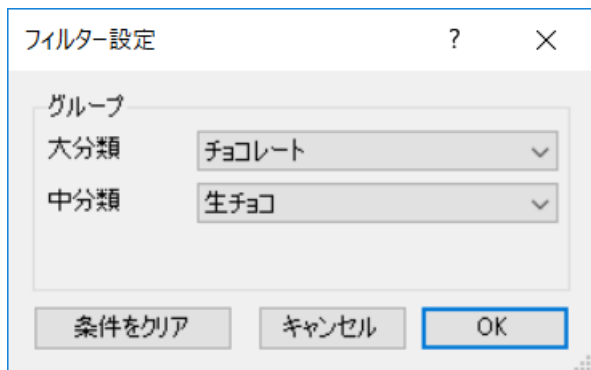 フィルター設定 ?
グループ
大分類 チョコレート
中分類 生チョコ
条件をクリア キャンセル OK